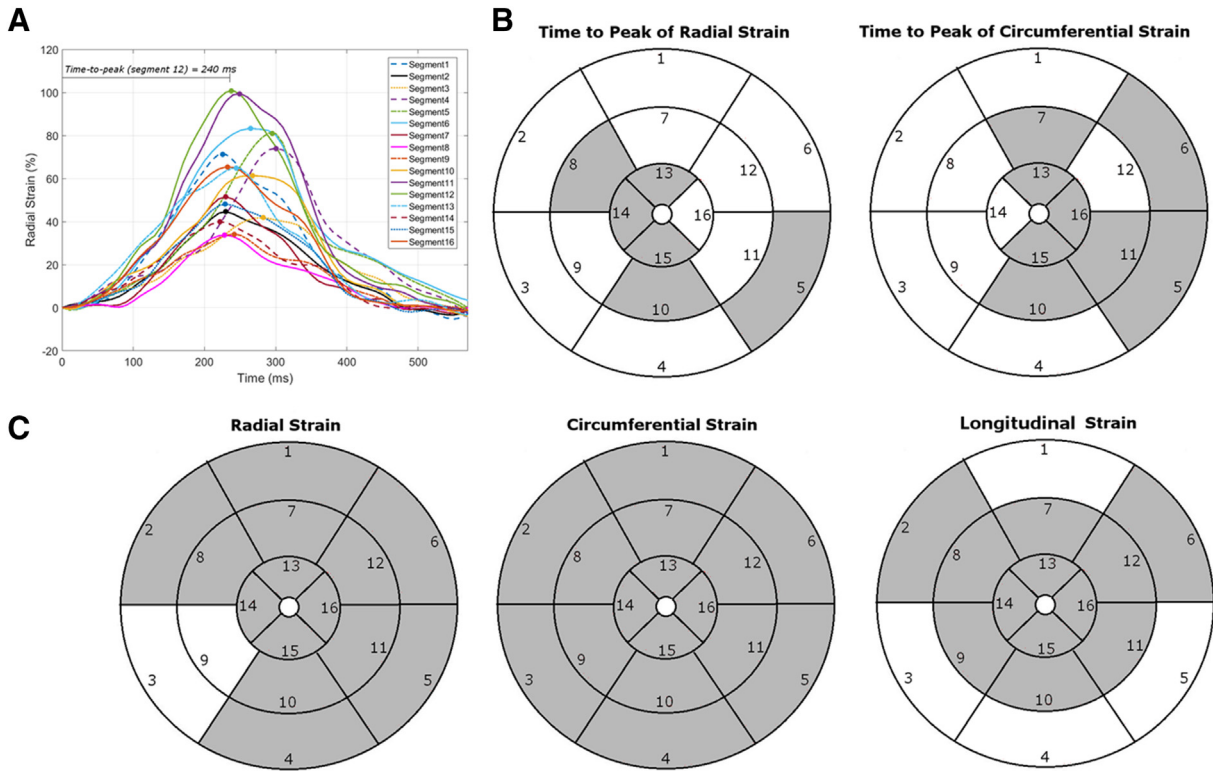 A
Radial Strain (%)
120
100
80
60
40
20
0
-20
Time-to-peak (segment 12) = 240 ms
Segment1
Segment2
Segment3
Segment4
Segment5
Segment6
Segment7
Segment8
Segment9
Segment10
Segment11
Segment12
Segment13
Segment14
Segment15
Segment16
0 100 200 300 400 500
Time (ms)
B
Time to Peak of Radial Strain
1
2 6
7
8 12
13
14 16
15
9 11
10
3 5
4
Time to Peak of Circumferential Strain
1
2 6
7
8 12
13
14 16
15
9 11
10
3 5
4
C
Radial Strain
1
2 6
7
8 12
13
14 16
15
9 11
10
3 5
4
Circumferential Strain
1
2 6
7
8 12
13
14 16
15
9 11
10
3 5
4
Longitudinal Strain
1
2 6
7
8 12
13
14 16
15
9 11
10
3 5
4